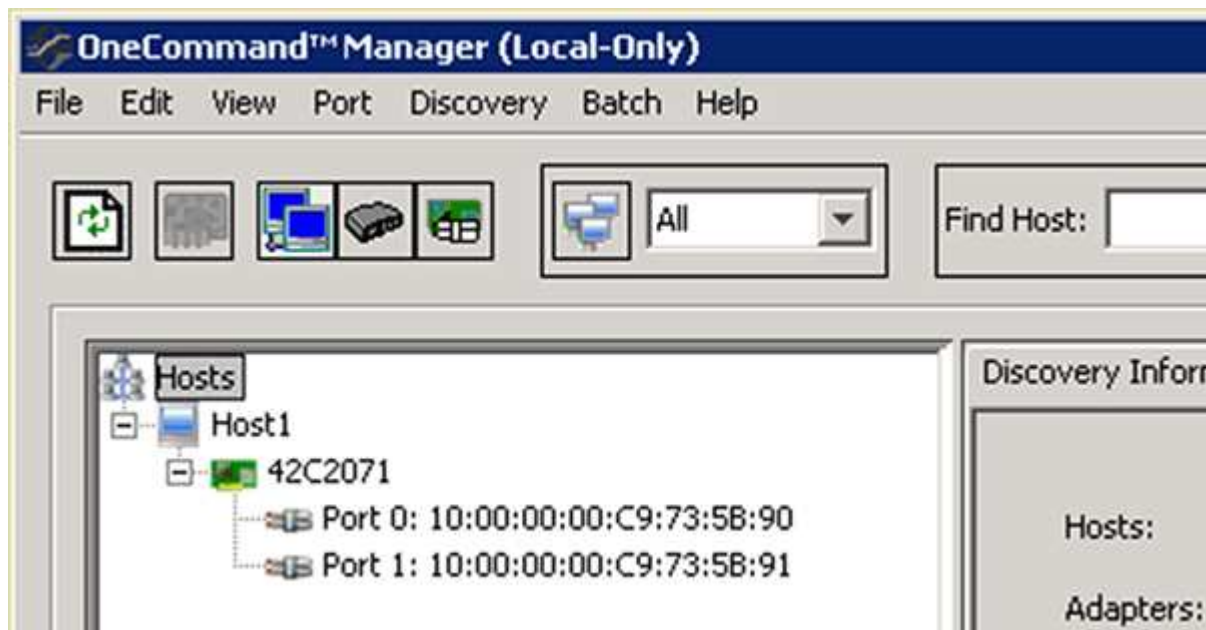 OneCommand™ Manager (Local-Only)
File Edit View Port Discovery Batch Help
All Find Host:
Hosts Discovery
Host1
42C2071
Port 0: 10:00:00:00:C9:73:5B:90
Hosts:
Port 1: 10:00:00:00:C9:73:5B:91
Adapters: